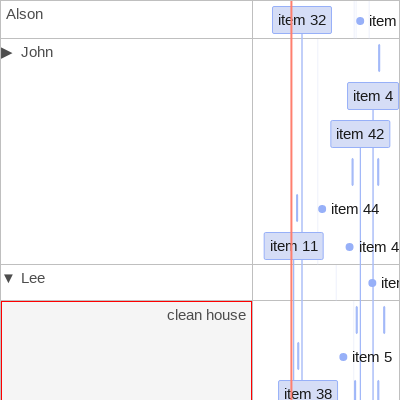 Alson
item 32
item
▶ John
item 4
item 42
item 44
item 11
item 4
▼ Lee
clean house
item 5
item 38